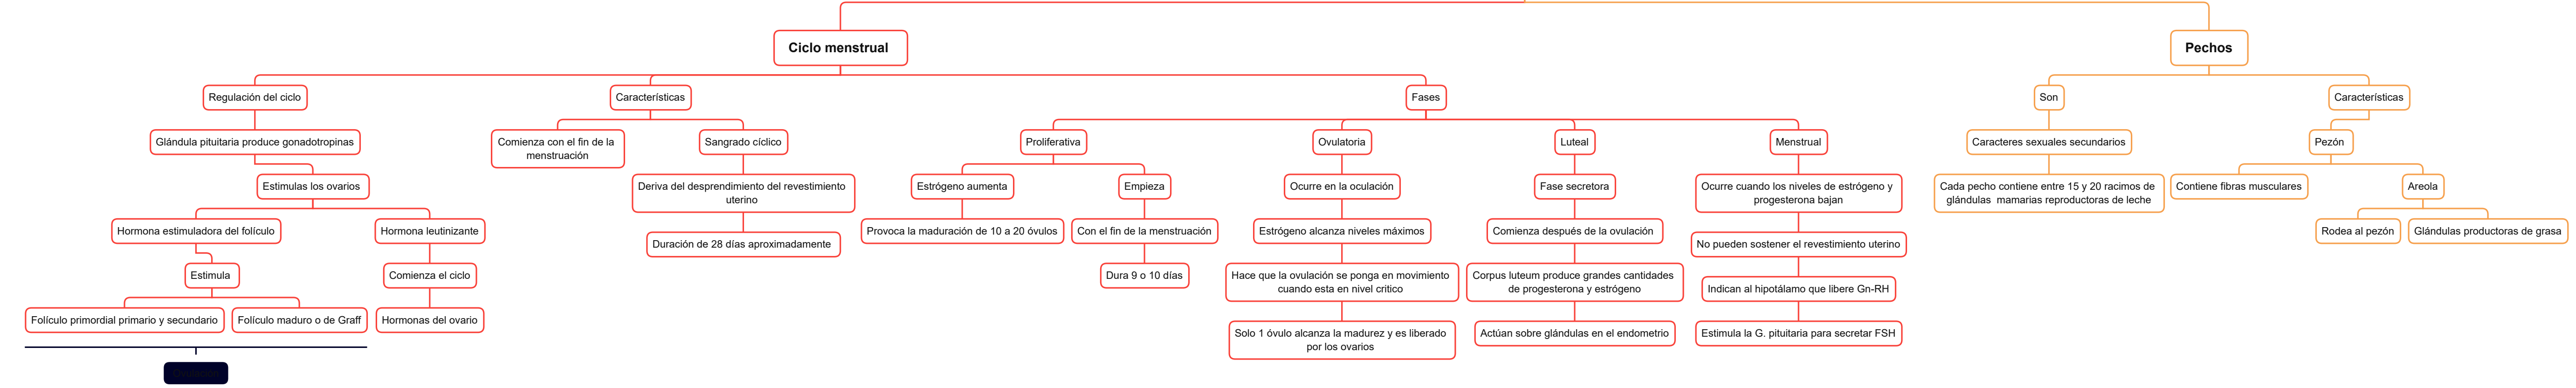 Ciclo menstrual
Pechos
Regulación del ciclo
Características
Fases
Son
Características
Glándula pituitaria produce gonadotropinas
Comienza con el fin de la
menstruación
Sangrado cíclico
Proliferativa
Ovulatoria
Luteal
Menstrual
Caracteres sexuales secundarios
Pezón
Estimulas los ovarios
Deriva del desprendimiento del revestimiento
uterino
Estrógeno aumenta
Empieza
Ocurre en la oculación
Fase secretora
Ocurre cuando los niveles de estrógeno y
progesterona bajan
Cada pecho contiene entre 15 y 20 racimos de
glándulas mamarias reproductoras de leche
Contiene fibras musculares
Areola
Hormona estimuladora del folículo
Hormona leutinizante
Duración de 28 días aproximadamente
Provoca la maduración de 10 a 20 óvulos
Con el fin de la menstruación
Estrógeno alcanza niveles máximos
Comienza después de la ovulación
No pueden sostener el revestimiento uterino
Rodea al pezón
Glándulas productoras de grasa
Estimula
Comienza el ciclo
Dura 9 o 10 días
Hace que la ovulación se ponga en movimiento
cuando esta en nivel critico
Corpus luteum produce grandes cantidades
de progesterona y estrógeno
Indican al hipotálamo que libere Gn-RH
Folículo primordial primario y secundario
Folículo maduro o de Graff
Hormonas del ovario
Solo 1 óvulo alcanza la madurez y es liberado
por los ovarios
Actúan sobre glándulas en el endometrio
Estimula la G. pituitaria para secretar FSH